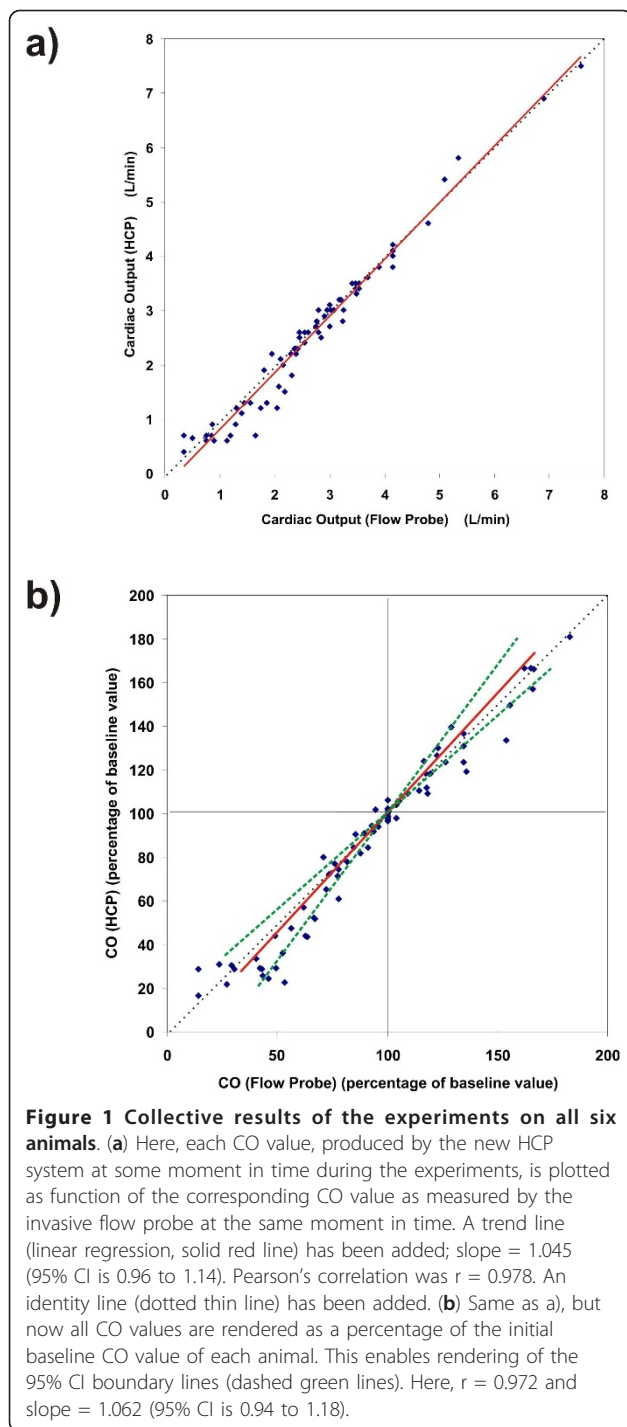 a)
8
7
6
5
4
3
2
1
0
Cardiac Output (HCP) (L/min)
0 1 2 3 4 5 6 7 8
Cardiac Output (Flow Probe) (L/min)
b)
200
180
160
140
120
100
80
60
40
20
0
CO (HCP) (percentage of baseline value)
0 50 100 150 200
CO (Flow Probe) (percentage of baseline value)
Figure 1 Collective results of the experiments on all six
animals. (a) Here, each CO value, produced by the new HCP
system at some moment in time during the experiments, is plotted
as function of the corresponding CO value as measured by the
invasive flow probe at the same moment in time. A trend line
(linear regression, solid red line) has been added; slope = 1.045
(95% CI is 0.96 to 1.14). Pearson's correlation was r = 0.978. An
identity line (dotted thin line) has been added. (b) Same as a), but
now all CO values are rendered as a percentage of the initial
baseline CO value of each animal. This enables rendering of the
95% CI boundary lines (dashed green lines). Here, r = 0.972 and
slope = 1.062 (95% CI is 0.94 to 1.18).